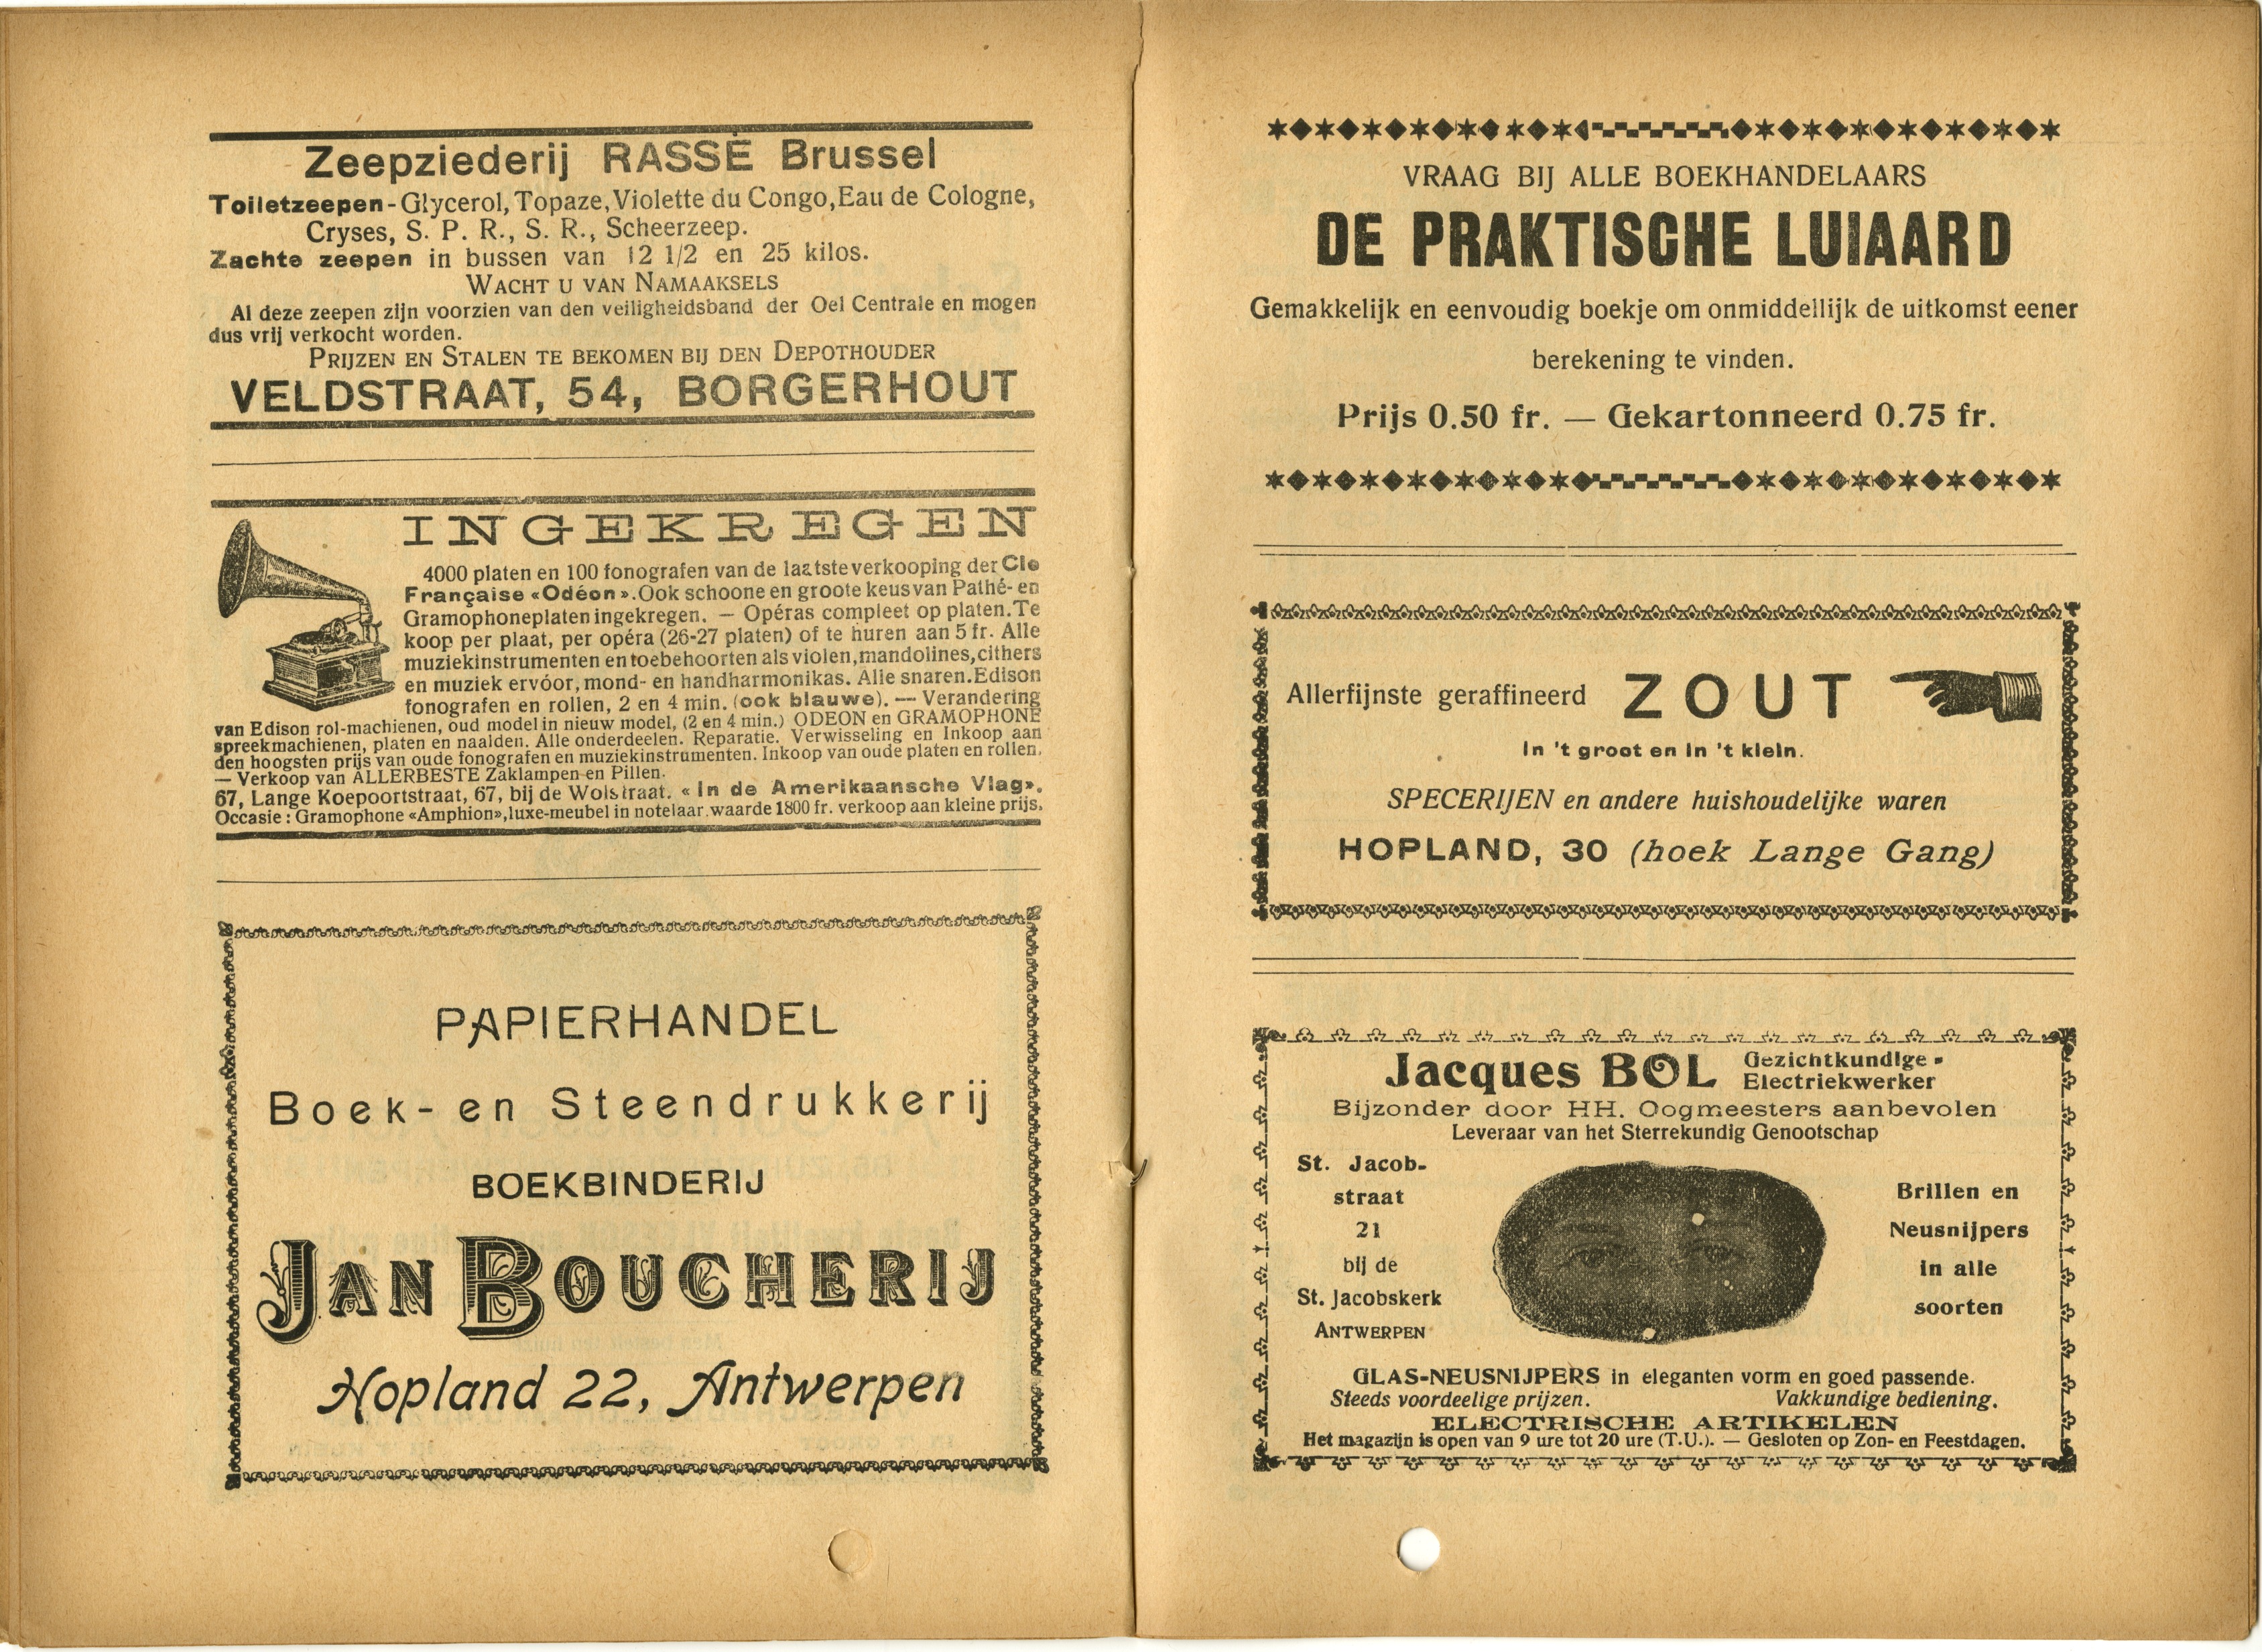 Zeepziederij RASSE Brussel
Toiletzeepen-Glycerol, Topaze, Violette du Congo, Eau de Cologne,
Cryses, S. P. R., S. R., Scheerzeep.
Zachte zeepen in bussen van 12 1/2 en 25 kilos.
WACHT U VAN NAMAAKSELS
Al deze zeepen zijn voorzien van den veiligheidsband der Oel Centrale en mogen
dus vrij verkocht worden.
PRIJZEN EN STALEN TE BEKOMEN BIJ DEN DEPOTHOUDER
VELDSTRAAT, 54, BORGERHOUT
INGEKREGEN
4000 platen en 100 fonografen van de laatste verkooping der Cie
Française «Odéon». Ook schoone en groote keus van Pathé- en
Gramophoneplaten ingekregen. — Opéras compleet op platen. Te
koop per plaat, per opéra (26-27 platen) of te huren aan 5 fr. Alle
muziekinstrumenten en toebehoorten als violen, mandolines, cithers
en muziek ervóor, mond- en handharmonikas. Alle snaren. Edison
fonografen en rollen, 2 en 4 min. (ook blauwe). — Verandering
van Edison rol-machienen, oud model in nieuw model, (2 en 4 min.) ODEON en GRAMOPHONE
spreekmachienen, platen en naalden. Alle onderdeelen. Reparatie. Verwisseling en Inkoop aan
den hoogsten prijs van oude fonografen en muziekinstrumenten. Inkoop van oude platen en rollen.
— Verkoop van ALLERBESTE Zaklampen en Pillen.
67, Lange Koepoortstraat, 67, bij de Wolstraat. « In de Amerikaansche Vlag».
Occasie : Gramophone «Amphion», luxe-meubel in notelaar. waarde 1800 fr. verkoop aan kleine prijs.
PAPIERHANDEL
Boek- en Steendrukkerij
BOEKBINDERIJ
JAN BOUCHERIJ
Hopland 22, Antwerpen
VRAAG BIJ ALLE BOEKHANDELAARS
DE PRAKTISCHE LUIAARD
Gemakkelijk en eenvoudig boekje om onmiddellijk de uitkomst eener
berekening te vinden.
Prijs 0.50 fr. — Gekartonneerd 0.75 fr.
Allerfijnste geraffineerd ZOUT
In 't groot en in 't klein.
SPECERIJEN en andere huishoudelijke waren
HOPLAND, 30 (hoek Lange Gang)
Jacques BOL Gezichtkundige -
Electriekwerker
Bijzonder door HH. Oogmeesters aanbevolen
Leveraar van het Sterrekundig Genootschap
St. Jacob-
straat
21
bij de
St. Jacobskerk
ANTWERPEN
Brillen en
Neusnijpers
in alle
soorten
GLAS-NEUSNIJPERS in eleganten vorm en goed passende.
Steeds voordeelige prijzen. Vakkundige bediening.
ELECTRISCHE ARTIKELEN
Het magazijn is open van 9 ure tot 20 ure (T.U.). — Gesloten op Zon- en Feestdagen.